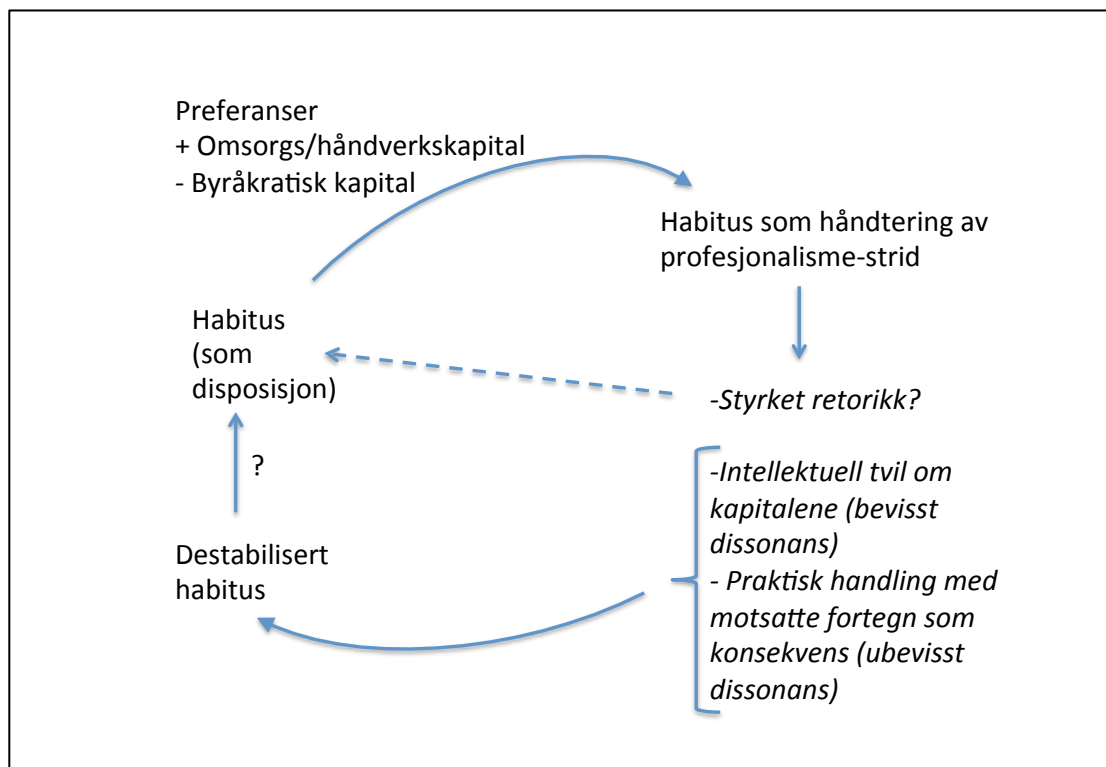 Preferanser
+ Omsorgs/håndverkskapital
- Byråkratisk kapital
Habitus som håndtering av
profesjonalisme-strid
Habitus
(som
disposisjon)
-Styrket retorikk?
?
-Intellektuell tvil om
kapitalene (bevisst
dissonans)
- Praktisk handling med
motsatte fortegn som
konsekvens (ubevisst
dissonans)
Destabilisert
habitus